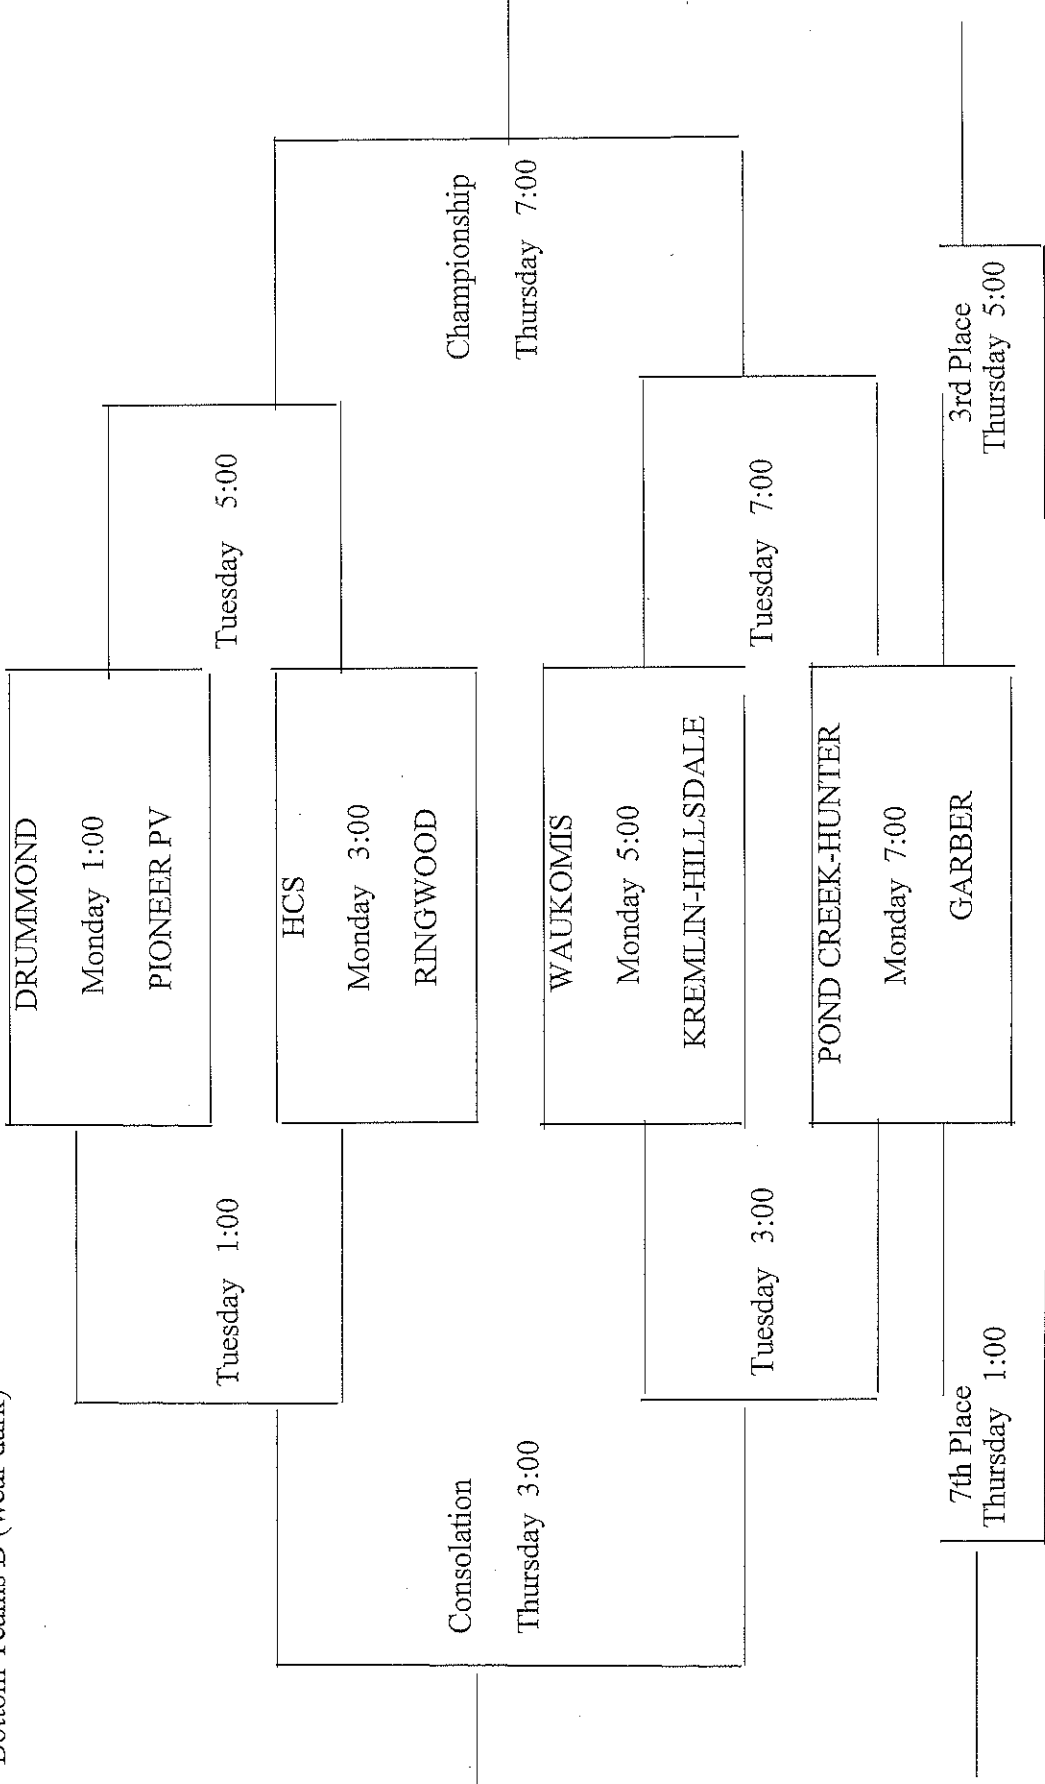 Bottom Teams B (wear dark)
DRUMMOND
Monday 1:00
PIONEER PV
Tuesday 1:00
Tuesday 5:00
HCS
Monday 3:00
RINGWOOD
Consolation
Thursday 3:00
Championship
Thursday 7:00
WAUKOMIS
Monday 5:00
KREMLIN-HILLSDALE
Tuesday 3:00
Tuesday 7:00
POND CREEK-HUNTER
Monday 7:00
GARBER
7th Place
Thursday 1:00
3rd Place
Thursday 5:00